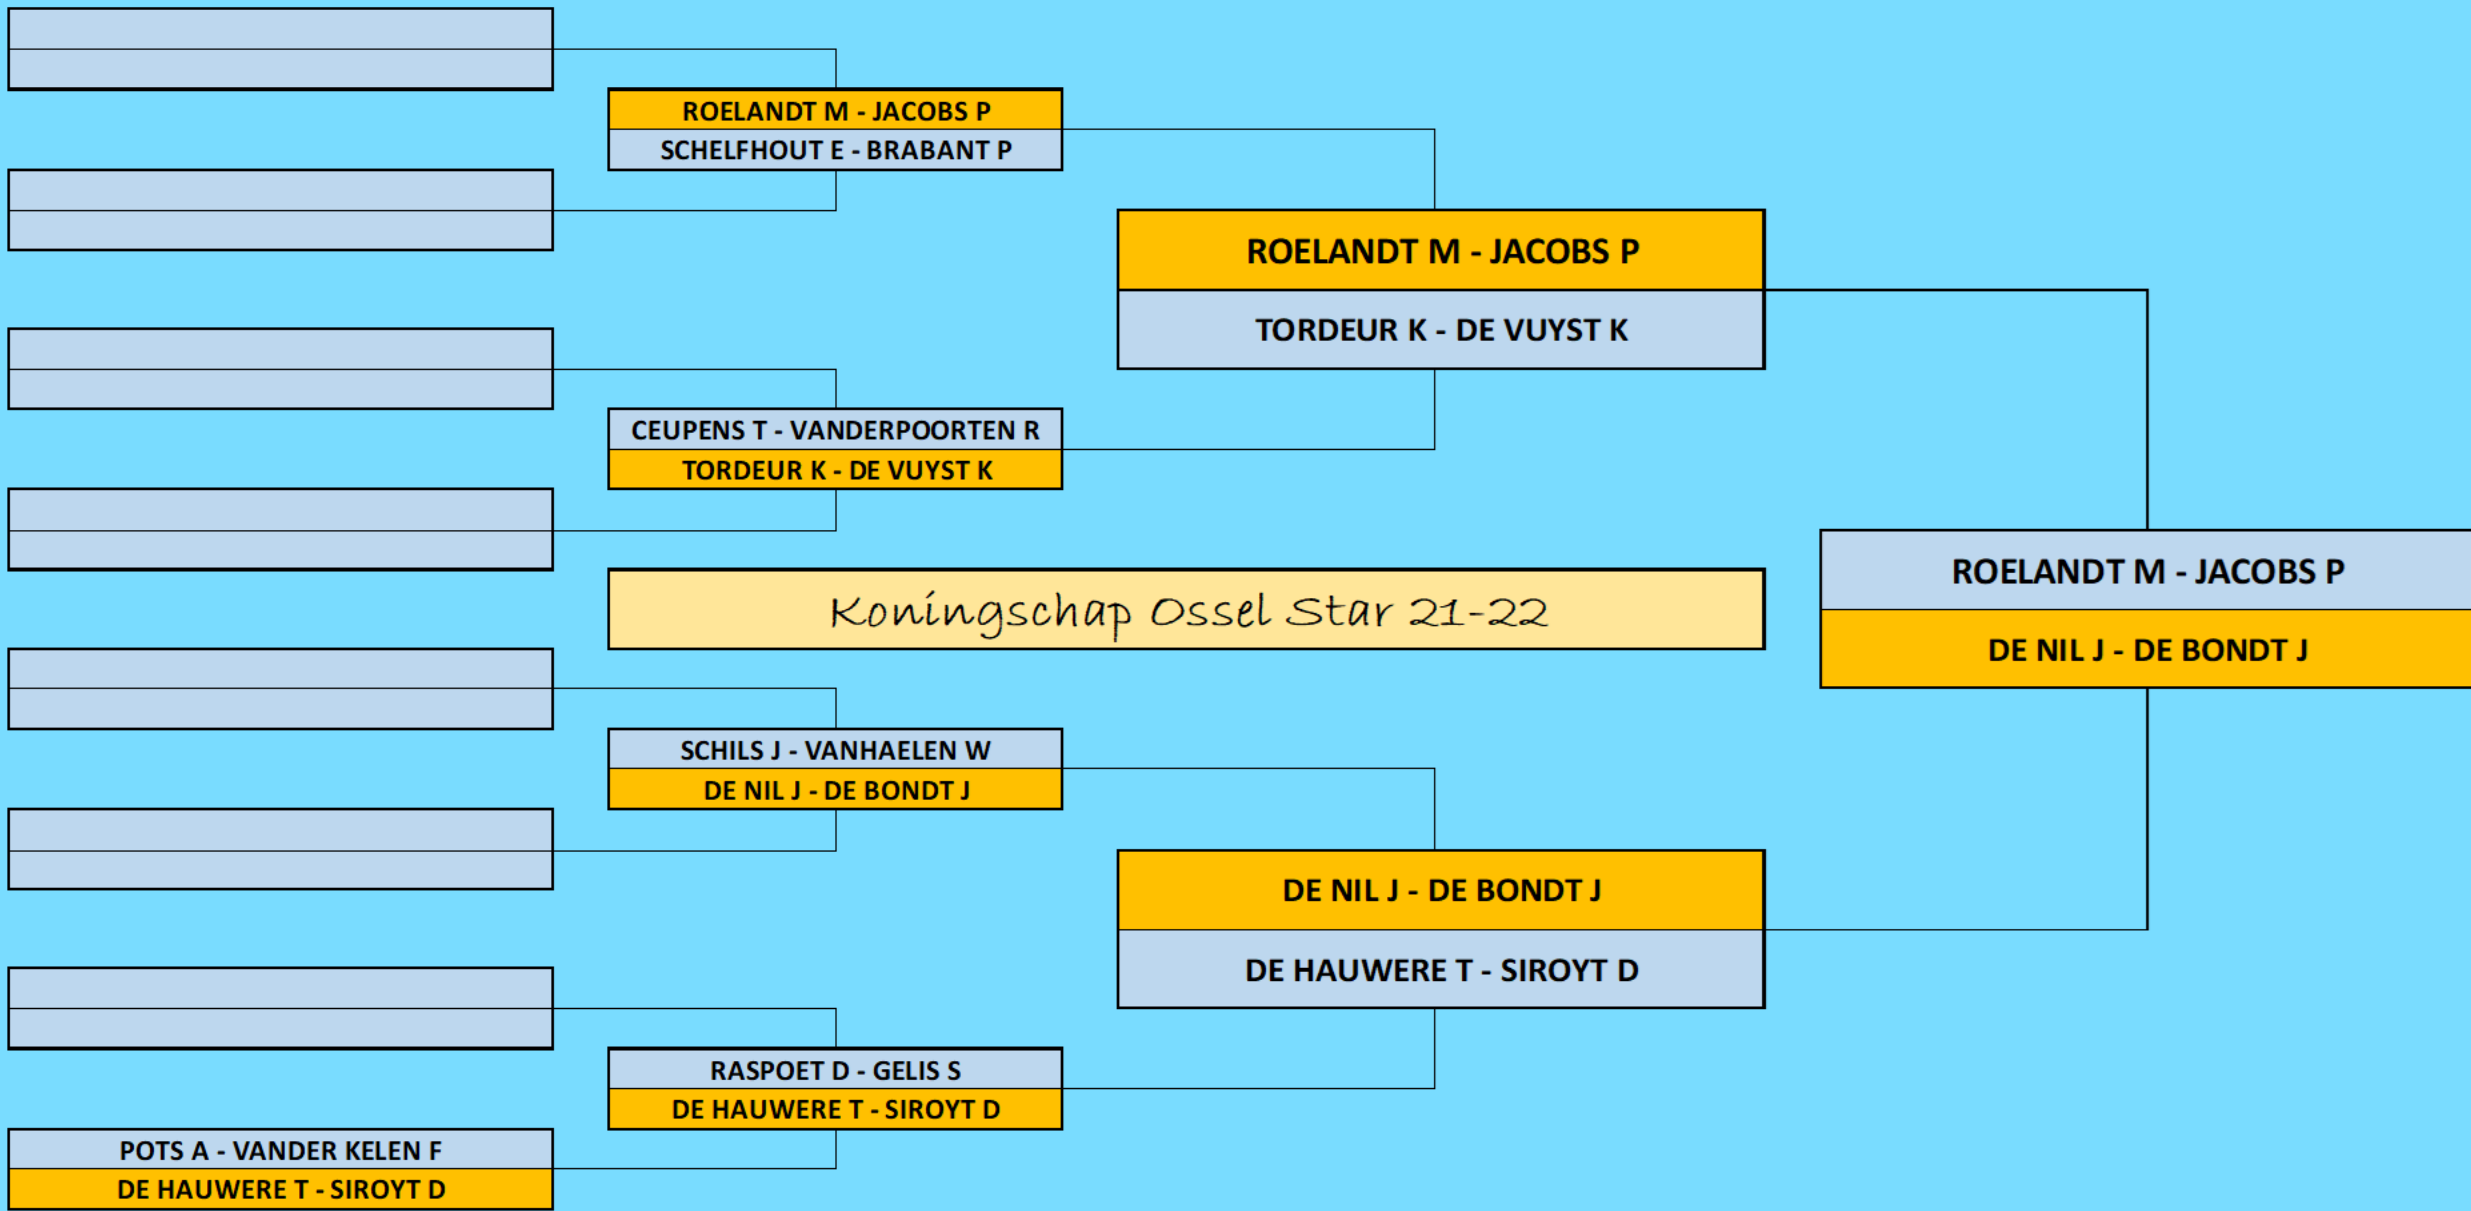 ROELANDT M - JACOBS P
SCHELFHOUT E - BRABANT P
ROELANDT M - JACOBS P
TORDEUR K - DE VUYST K
CEUPENS T - VANDERPOORTEN R
TORDEUR K - DE VUYST K
Koningschap Ossel Star 21-22
ROELANDT M - JACOBS P
DE NIL J - DE BONDT J
SCHILS J - VANHAELEN W
DE NIL J - DE BONDT J
DE NIL J - DE BONDT J
DE HAUWERE T - SIROYT D
RASPOET D - GELIS S
DE HAUWERE T - SIROYT D
POTS A - VANDER KELEN F
DE HAUWERE T - SIROYT D